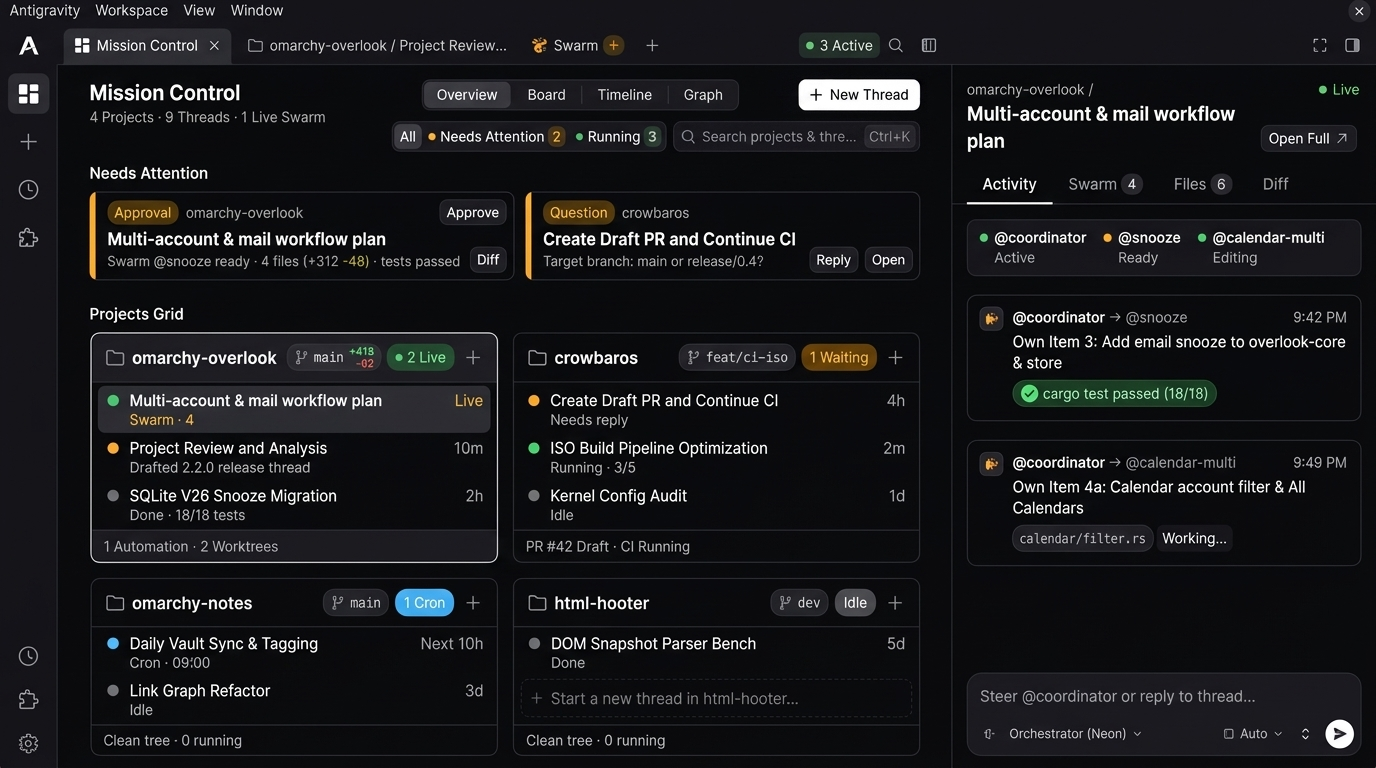 Antigravity Workspace View Window
Mission Control
omarchy-overlook / Project Review...
Swarm
3 Active
Mission Control
4 Projects · 9 Threads · 1 Live Swarm
Overview Board Timeline Graph
+ New Thread
All Needs Attention 2 Running 3
Search projects & thre... Ctrl+K
Needs Attention
Approval omarchy-overlook Approve
Multi-account & mail workflow plan
Swarm @snooze ready · 4 files (+312 -48) · tests passed Diff
Question crowbaros
Create Draft PR and Continue CI
Target branch: main or release/0.4? Reply Open
Projects Grid
omarchy-overlook main +418 -02 2 Live +
Multi-account & mail workflow plan Live
Swarm · 4
Project Review and Analysis 10m
Drafted 2.2.0 release thread
SQLite V26 Snooze Migration 2h
Done · 18/18 tests
1 Automation · 2 Worktrees
crowbaros feat/ci-iso 1 Waiting +
Create Draft PR and Continue CI 4h
Needs reply
ISO Build Pipeline Optimization 2m
Running · 3/5
Kernel Config Audit 1d
Idle
PR #42 Draft · CI Running
omarchy-notes main 1 Cron +
Daily Vault Sync & Tagging Next 10h
Cron · 09:00
Link Graph Refactor 3d
Idle
Clean tree · 0 running
html-hooter dev Idle +
DOM Snapshot Parser Bench 5d
Done
+ Start a new thread in html-hooter...
Clean tree · 0 running
omarchy-overlook / Live
Multi-account & mail workflow
plan
Open Full ↗
Activity Swarm 4 Files 6 Diff
@coordinator @snooze @calendar-multi
Active Ready Editing
@coordinator → @snooze 9:42 PM
Own Item 3: Add email snooze to overlook-core
& store
cargo test passed (18/18)
@coordinator → @calendar-multi 9:49 PM
Own Item 4a: Calendar account filter & All
Calendars
calendar/filter.rs Working...
Steer @coordinator or reply to thread...
Orchestrator (Neon) Auto